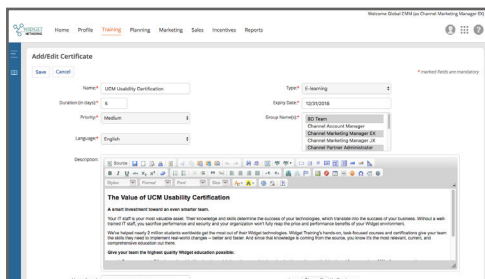 Welcome Global CMM (as Channel Marketing Manager EX)
WIDGET
NETWORKS
Home Profile Training Planning Marketing Sales Incentives Reports
Add/Edit Certificate
Save Cancel
* marked fields are mandatory
Name:* UCM Usability Certification
Type:* E-learning
Duration (in days):* 5
Expiry Date:* 12/31/2016
Priority:* Medium
Group Name(s):* BD Team
Channel Account Manager
Channel Marketing Manager EX
Channel Marketing Manager JX
Channel Partner Administrator
Language:* English
Description:
Source
Styles Format Font Size
The Value of UCM Usability Certification
A smart investment toward an even smarter team.
Your IT staff is your most valuable asset. Their knowledge and skills determine the success of your technologies, which translate into the success of your business. Without a well-
trained IT staff, you sacrifice performance and security and your organization won't fully reap the price and performance benefits of your Widget environment.
We've helped nearly 2 million students worldwide get the most out of their Widget technologies. Widget Training's hands-on, task-focused courses and certifications give your team
the skills they need to implement real-world changes – better and faster. And since that knowledge is coming from the source, you know it's the most relevant, current, and
comprehensive education out there.
Give your team the highest quality Widget education possible: